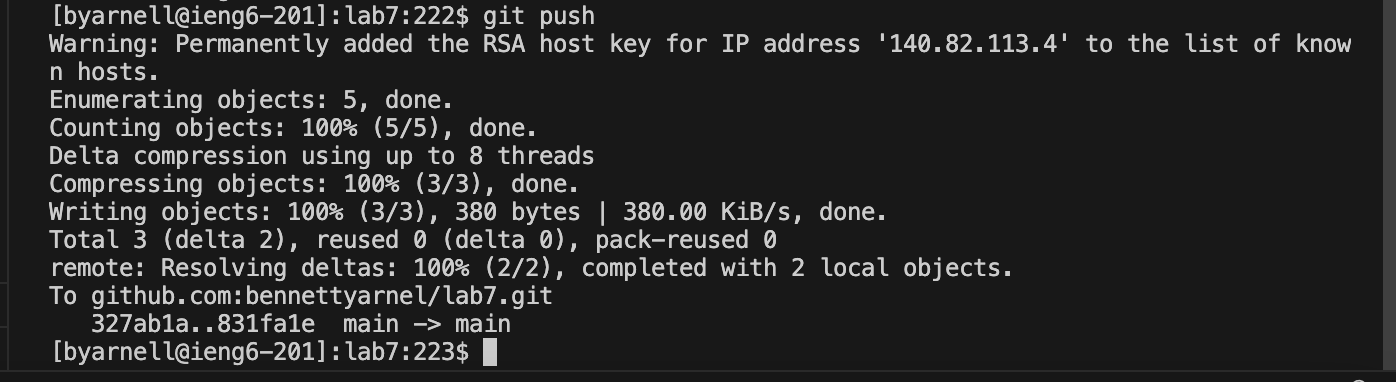 [byarnell@ieng6-201]:lab7:222$ git push
Warning: Permanently added the RSA host key for IP address '140.82.113.4' to the list of know
n hosts.
Enumerating objects: 5, done.
Counting objects: 100% (5/5), done.
Delta compression using up to 8 threads
Compressing objects: 100% (3/3), done.
Writing objects: 100% (3/3), 380 bytes | 380.00 KiB/s, done.
Total 3 (delta 2), reused 0 (delta 0), pack-reused 0
remote: Resolving deltas: 100% (2/2), completed with 2 local objects.
To github.com:bennettyarnel/lab7.git
   327ab1a..831fa1e  main -> main
[byarnell@ieng6-201]:lab7:223$